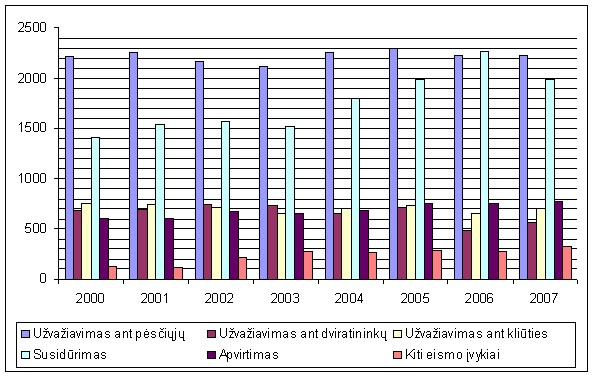 2500
2000
1500
1000
500
0
2000 2001 2002 2003 2004 2005 2006 2007
Užvažiavimas ant pėsčiųjų Užvažiavimas ant dviratininkų Užvažiavimas ant kliūties
Susidūrimas Apvirtimas Kiti eismo įvykiai